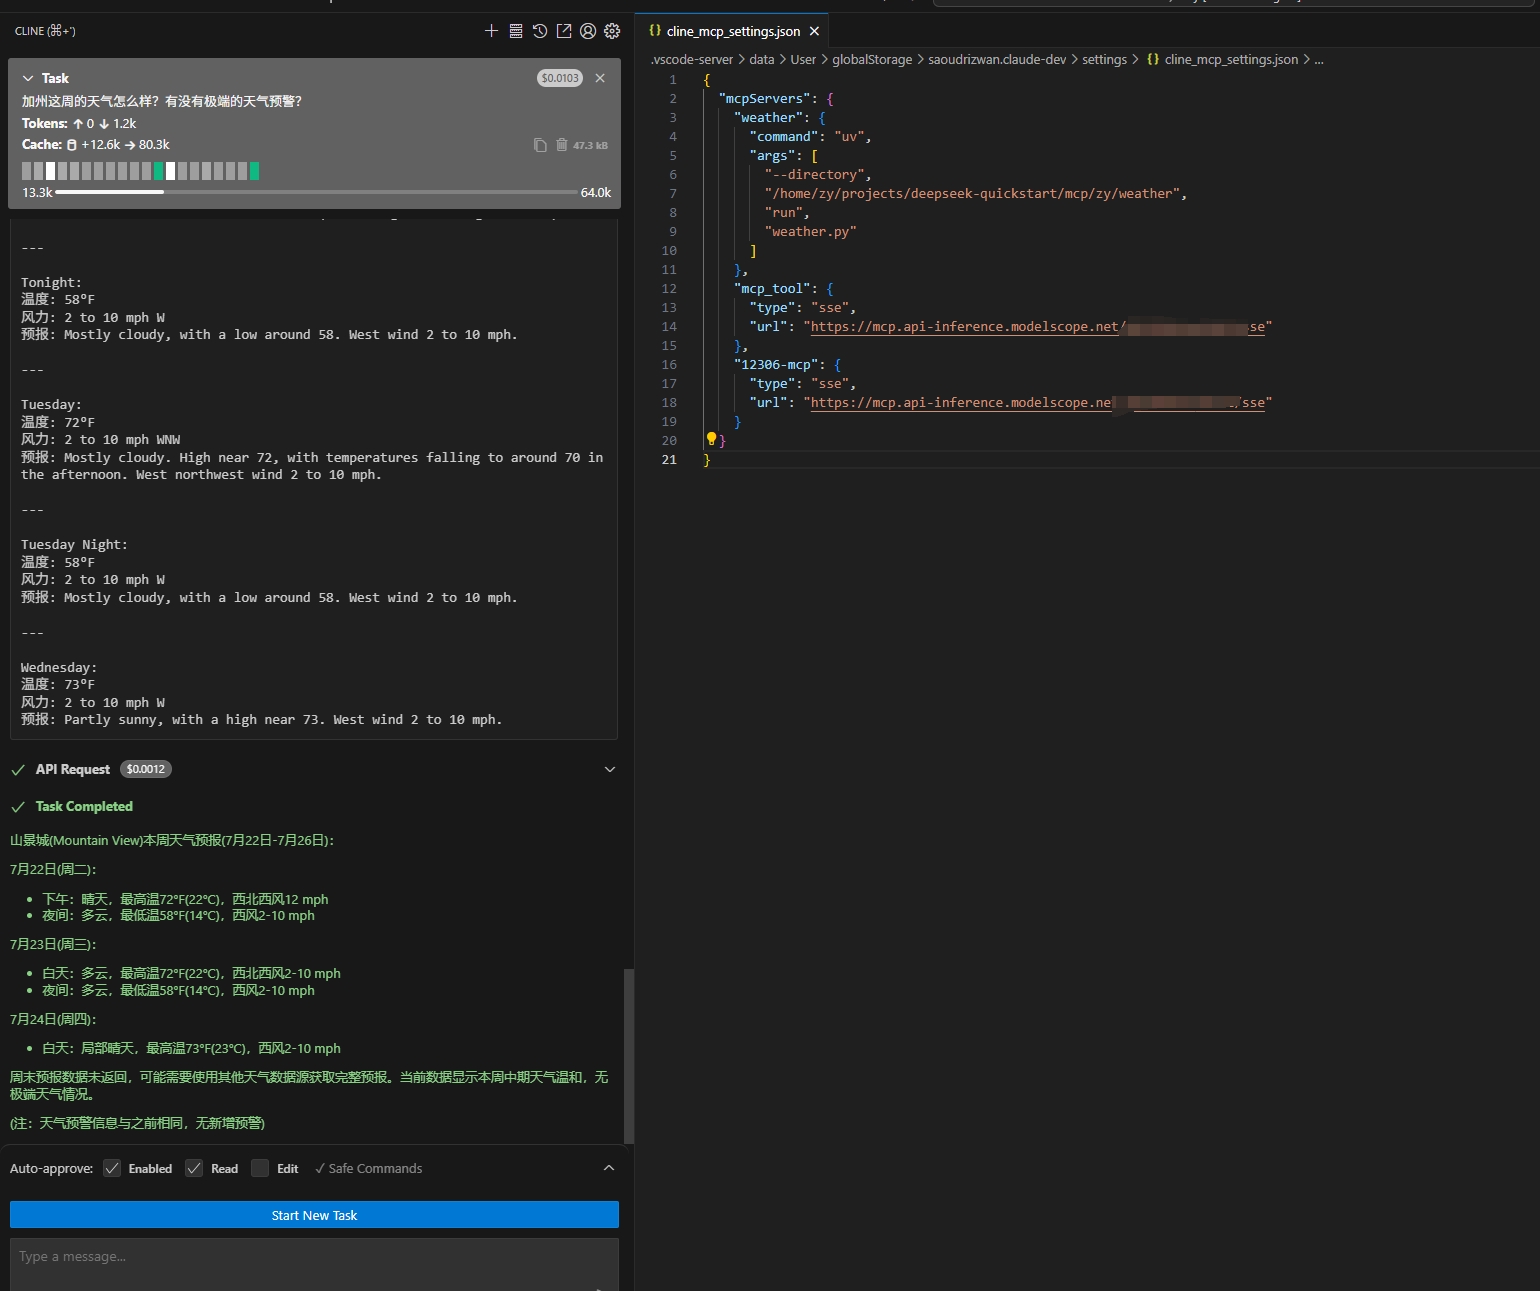 CLINE (⌘+')
Task
$0.0103
加州这周的天气怎么样？有没有极端的天气预警？
Tokens: ↑ 0 ↓ 1.2k
Cache: +12.6k → 80.3k
47.3 kB
13.3k
64.0k
---
Tonight:
温度: 58°F
风力: 2 to 10 mph W
预报: Mostly cloudy, with a low around 58. West wind 2 to 10 mph.
---
Tuesday:
温度: 72°F
风力: 2 to 10 mph WNW
预报: Mostly cloudy. High near 72, with temperatures falling to around 70 in
the afternoon. West northwest wind 2 to 10 mph.
---
Tuesday Night:
温度: 58°F
风力: 2 to 10 mph W
预报: Mostly cloudy, with a low around 58. West wind 2 to 10 mph.
---
Wednesday:
温度: 73°F
风力: 2 to 10 mph W
预报: Partly sunny, with a high near 73. West wind 2 to 10 mph.
API Request
$0.0012
Task Completed
山景城(Mountain View)本周天气预报(7月22日-7月26日)：
7月22日(周二)：
• 下午：晴天，最高温72°F(22°C)，西北西风12 mph
• 夜间：多云，最低温58°F(14°C)，西风2-10 mph
7月23日(周三)：
• 白天：多云，最高温72°F(22°C)，西北西风2-10 mph
• 夜间：多云，最低温58°F(14°C)，西风2-10 mph
7月24日(周四)：
• 白天：局部晴天，最高温73°F(23°C)，西风2-10 mph
周末预报数据未返回，可能需要使用其他天气数据源获取完整预报。当前数据显示本周中期天气温和，无
极端天气情况。
(注：天气预警信息与之前相同，无新增预警)
Auto-approve: Enabled Read Edit ✓ Safe Commands
Start New Task
Type a message...
{} cline_mcp_settings.json ×
.vscode-server > data > User > globalStorage > saoudrizwan.claude-dev > settings > {} cline_mcp_settings.json > ...
1 {
2 "mcpServers": {
3 "weather": {
4 "command": "uv",
5 "args": [
6 "--directory",
7 "/home/zy/projects/deepseek-quickstart/mcp/zy/weather",
8 "run",
9 "weather.py"
10 ]
11 },
12 "mcp_tool": {
13 "type": "sse",
14 "url": "https://mcp.api-inference.modelscope.net/ se"
15 },
16 "12306-mcp": {
17 "type": "sse",
18 "url": "https://mcp.api-inference.modelscope.ne /sse"
19 }
20 }
21 }